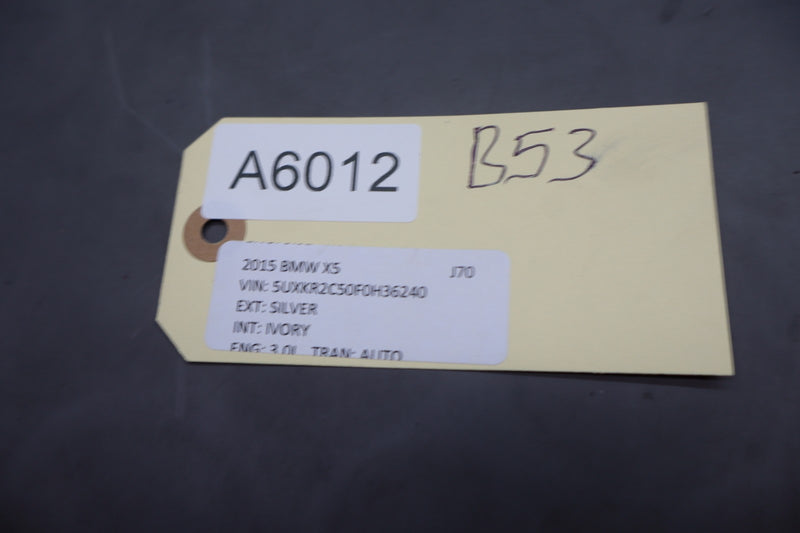 A6012
B53
2015 BMW X5 J70
VIN: 5UXKR2C50F0H36240
EXT: SILVER
INT: IVORY
ENG: 3.0L TRAN: AUTO